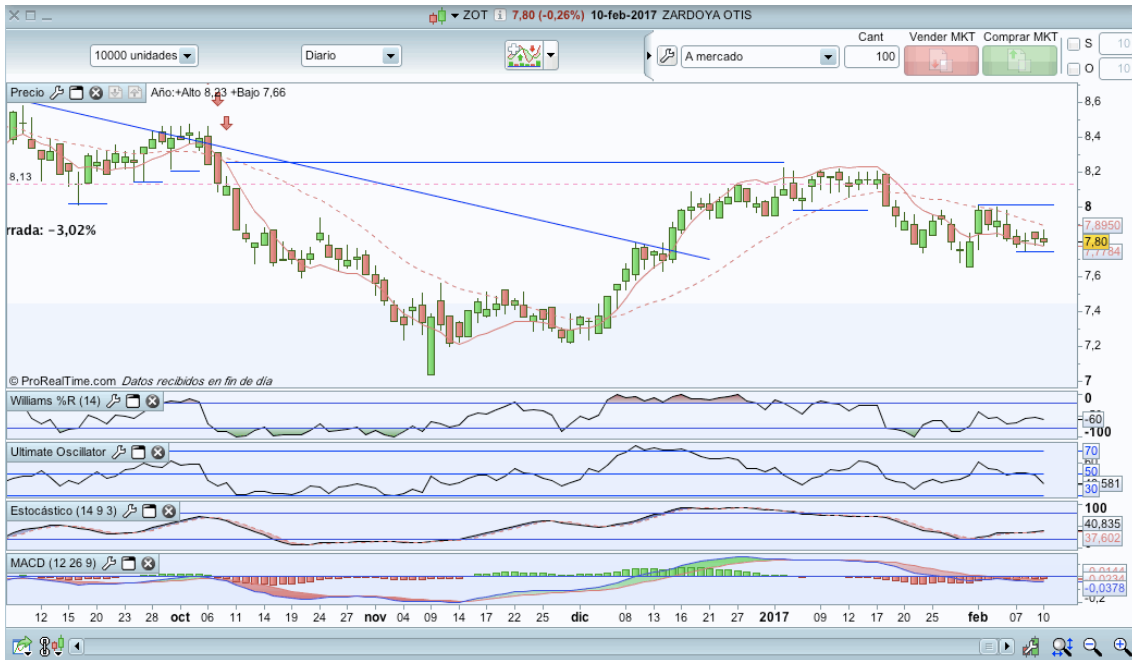 ZOT 7,80 (-0,26%) 10-feb-2017 ZARDOYA OTIS
Cant Vender MKT Comprar MKT
10000 unidades Diario A mercado 100 S 10
O 10
Precio Año:+Alto 8,23 +Bajo 7,66
8,6
8,4
8,2
8,13
8
rrada: −3,02%
7,8950
7,80
7,7784
7,6
7,4
7,2
7
© ProRealTime.com Datos recibidos en fin de día
Williams %R (14)
0
-60
-100
Ultimate Oscillator
70
50
30
Estocástico (14 9 3)
100
40,835
37,602
MACD (12 26 9)
-0,0144
-0,0234
-0,0378
-0,2
12 15 20 23 28 oct 06 11 14 19 24 27 nov 04 09 14 17 22 25 dic 08 13 16 21 27 2017 09 12 17 20 25 feb 07 10